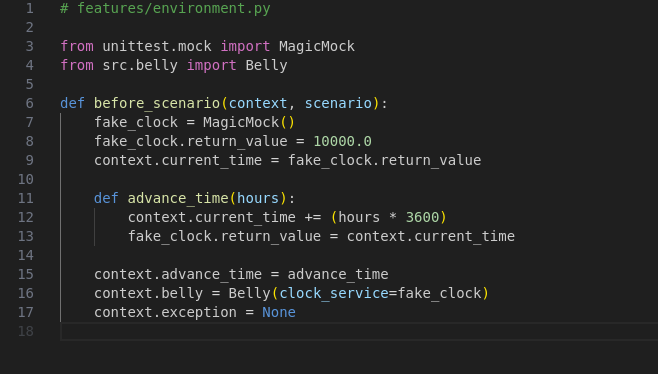 1 # features/environment.py
2
3 from unittest.mock import MagicMock
4 from src.belly import Belly
5
6 def before_scenario(context, scenario):
7     fake_clock = MagicMock()
8     fake_clock.return_value = 10000.0
9     context.current_time = fake_clock.return_value
10
11     def advance_time(hours):
12         context.current_time += (hours * 3600)
13         fake_clock.return_value = context.current_time
14
15     context.advance_time = advance_time
16     context.belly = Belly(clock_service=fake_clock)
17     context.exception = None
18